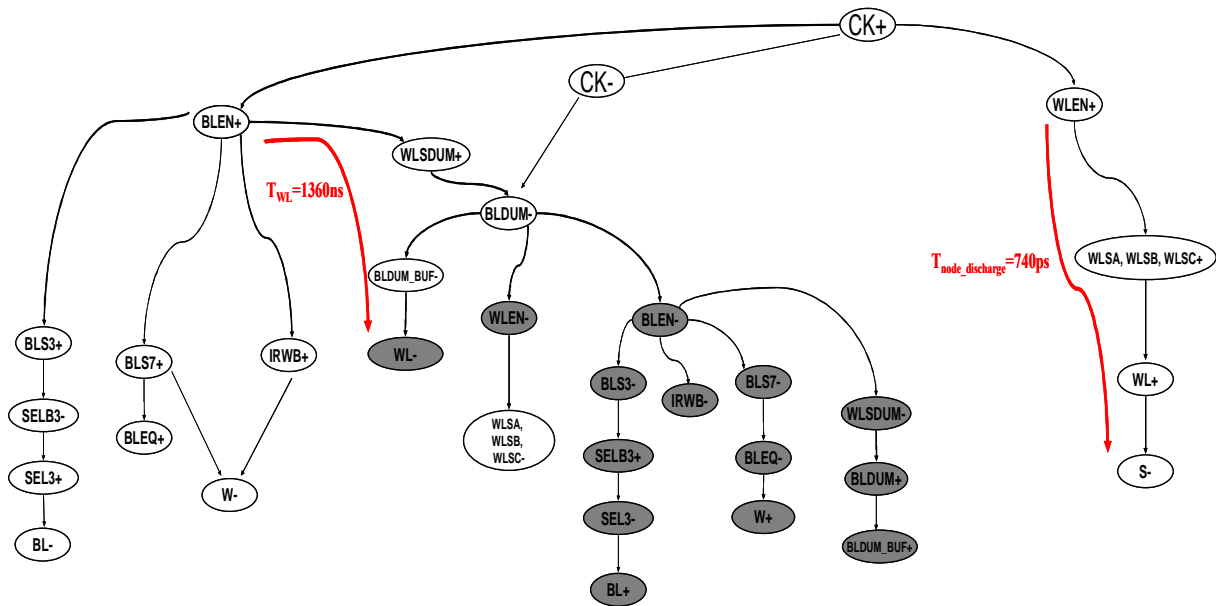 CK+
CK-
WLEN+
BLEN+
WLSDUM+
T_WL=1360ns
BLDUM-
WLSA, WLSB, WLSC+
T_node_discharge=740ps
BLDUM_BUF-
WLEN-
BLEN-
BLS3+
BLS7+
IRWB+
WL-
BLS3-
IRWB-
BLS7-
WL+
SELB3-
BLEQ+
WLSDUM-
WLSA,
WLSB,
WLSC-
SELB3+
BLEQ-
SEL3+
W-
BLDUM+
S-
SEL3-
W+
BL-
BLDUM_BUF+
BL+